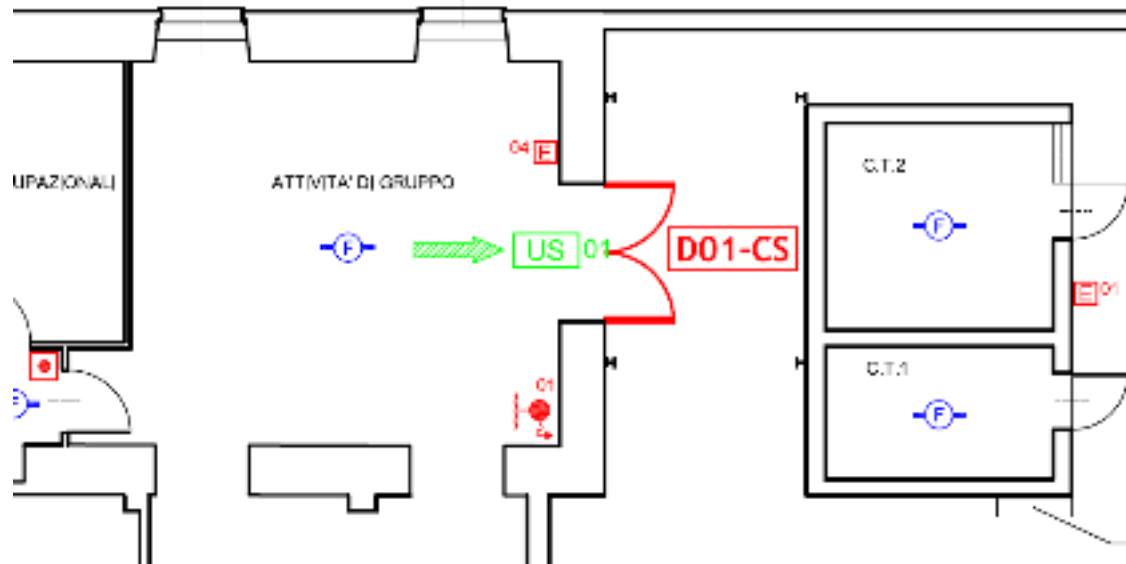 04 E
C.T.2
UPAZIONALI
ATTIVITA' DI GRUPPO
F
F
US 01
D01-CS
E 01
C.T.1
01
F
F